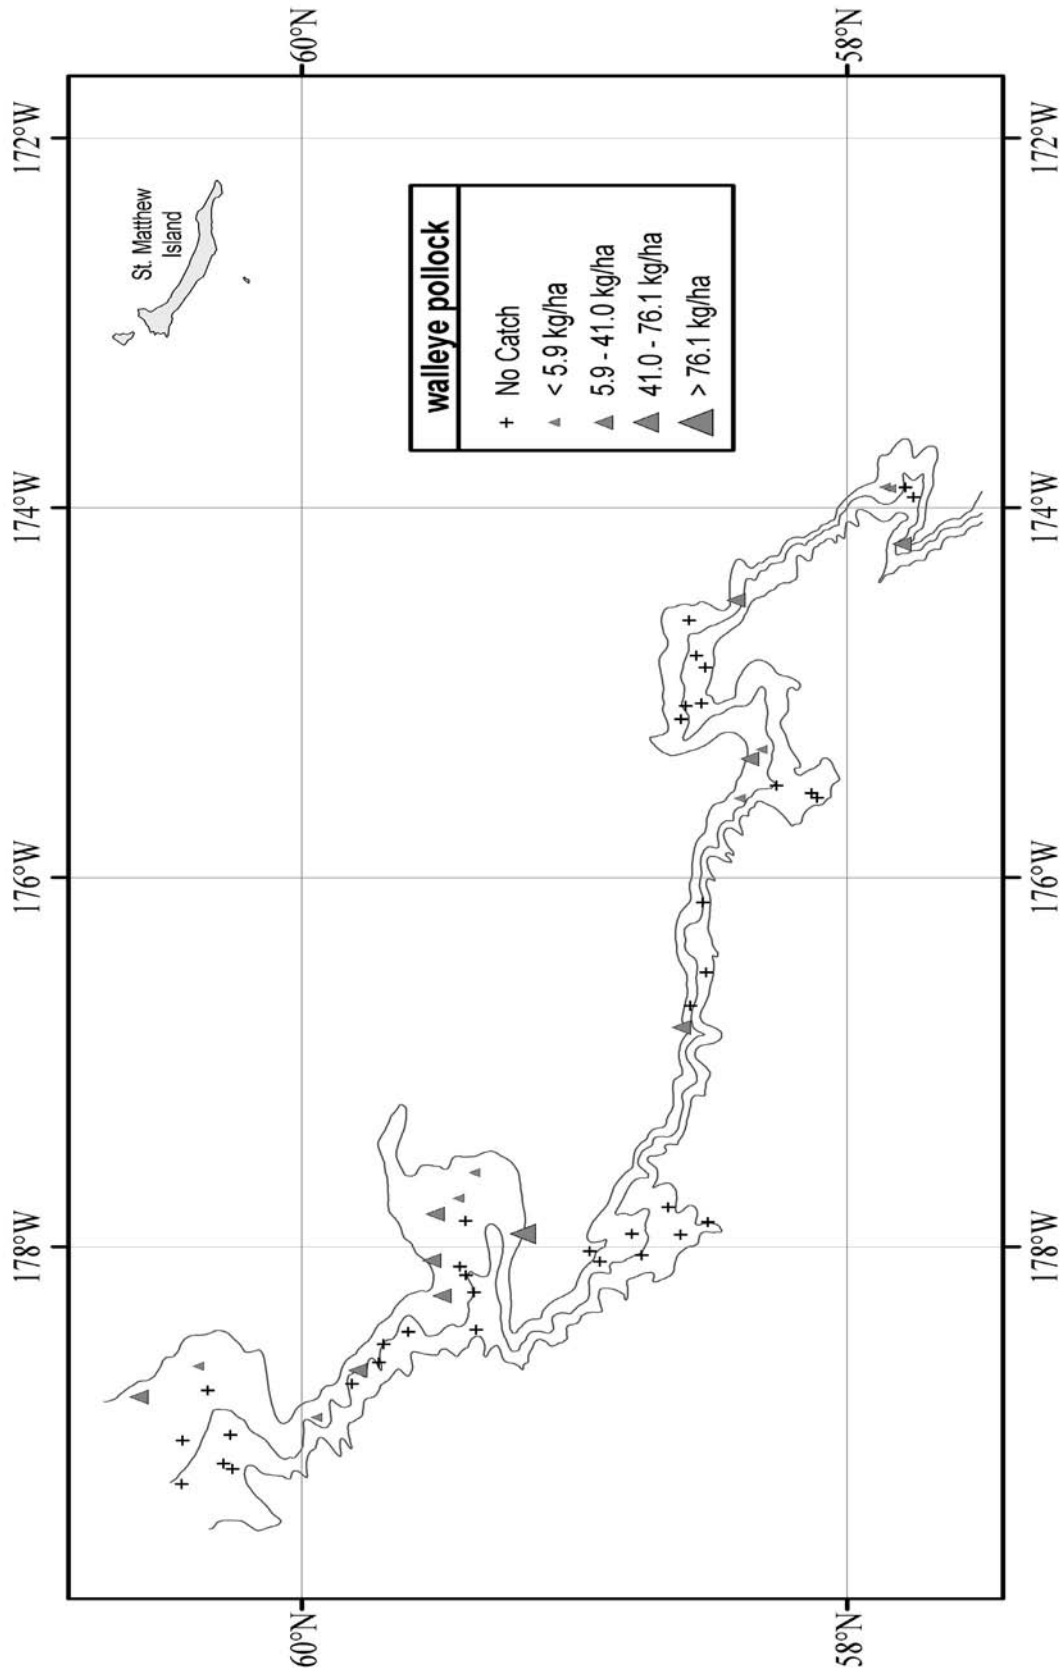 178°W
176°W
174°W
172°W
60°N
60°N
St. Matthew
Island
walleye pollock
No Catch
< 5.9 kg/ha
5.9 - 41.0 kg/ha
41.0 - 76.1 kg/ha
> 76.1 kg/ha
58°N
58°N
178°W
176°W
174°W
172°W